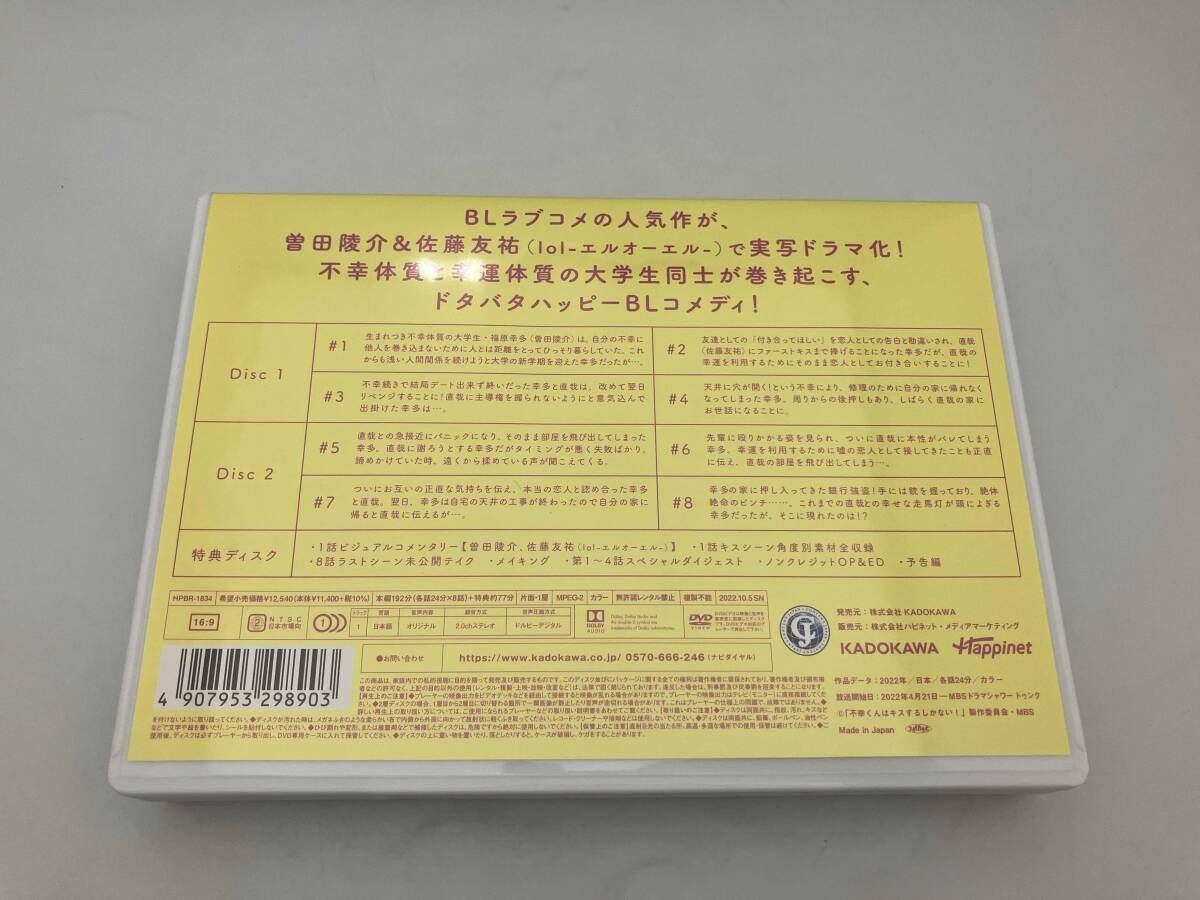 BLラブコメの人気作が、
曽田陵介&佐藤友祐(lol-エルオーエル-)で実写ドラマ化!
不幸体質と幸運体質の大学生同士が巻き起こす、
ドタバタハッピーBLコメディ!
Disc 1
#1
生まれつき不幸体質の大学生・福原幸多(曽田陵介)は、自分の不幸に
他人を巻き込まないために人とは距離をとってひっそり暮らしていた。これ
からも浅い人間関係を続けようと大学の新学期を迎えた幸多だったが…。
#2
友達としての「付き合ってほしい」を恋人としての告白と勘違いされ、直哉
(佐藤友祐)にファーストキスまで捧げることになった幸多だが、直哉の
幸運を利用するためにそのまま恋人としてお付き合いすることに!
#3
不幸続きで結局デート出来ず終いだった幸多と直哉は、改めて翌日
リベンジすることに!直哉に主導権を握られないようにと意気込んで
出掛けた幸多は…。
#4
天井に穴が開く!という不幸により、修理のために自分の家に帰れなく
なってしまった幸多。周りからの後押しもあり、しばらく直哉の家に
お世話になることに。
Disc 2
#5
直哉との急接近にパニックになり、そのまま部屋を飛び出してしまった
幸多。直哉に謝ろうとする幸多だがタイミングが悪く失敗ばかり、
諦めかけていた時、遠くから揉めている声が聞こえてくる。
#6
先輩に殴りかかる姿を見られ、ついに直哉に本性がバレてしまう
幸多。幸運を利用するために嘘の恋人として接してきたことも正直
に伝え、直哉の部屋を飛び出してしまう…。
#7
ついにお互いの正直な気持ちを伝え、本当の恋人と認め合った幸多
と直哉。翌日、幸多は自宅の天井の工事が終わったので自分の家に
帰ると直哉に伝えるが…。
#8
幸多の家に押し入ってきた銀行強盗!手には銃を握っており、絶体
絶命のピンチ……。これまでの直哉との幸せな走馬灯が頭によぎる
幸多だったが、そこに現れたのは!?
特典ディスク
・1話ビジュアルコメンタリー【曽田陵介、佐藤友祐(lol-エルオーエル-)】 ・1話キスシーン角度別素材全収録
・8話ラストシーン未公開テイク ・メイキング ・第1~4話スペシャルダイジェスト ・ノンクレジットOP&ED ・予告編
HPBR-1834 希望小売価格¥12,540(本体¥11,400+税10%) 本編192分(各話24分×8話)+特典約77分 片面・1層 MPEG-2 カラー 無許諾レンタル禁止 複製不能 2022.10.5SN
16:9
2 NTSC 日本市場向
トラック 言語 音声内容 録音方式 音声圧縮方式
1 日本語 オリジナル 2.0chステレオ ドルビーデジタル
DOLBY AUDIO
DVD VIDEO
発売元:株式会社 KADOKAWA
販売元:株式会社ハピネット・メディアマーケティング
KADOKAWA Happinet
●お問い合わせ https://www.kadokawa.co.jp/ 0570-666-246(ナビダイヤル)
4 907953 298903
作品データ:2022年/日本/各話24分/カラー
放送開始日:2022年4月21日—MBSドラマシャワー トゥンク
©「不幸くんはキスするしかない!」製作委員会・MBS
Made in Japan